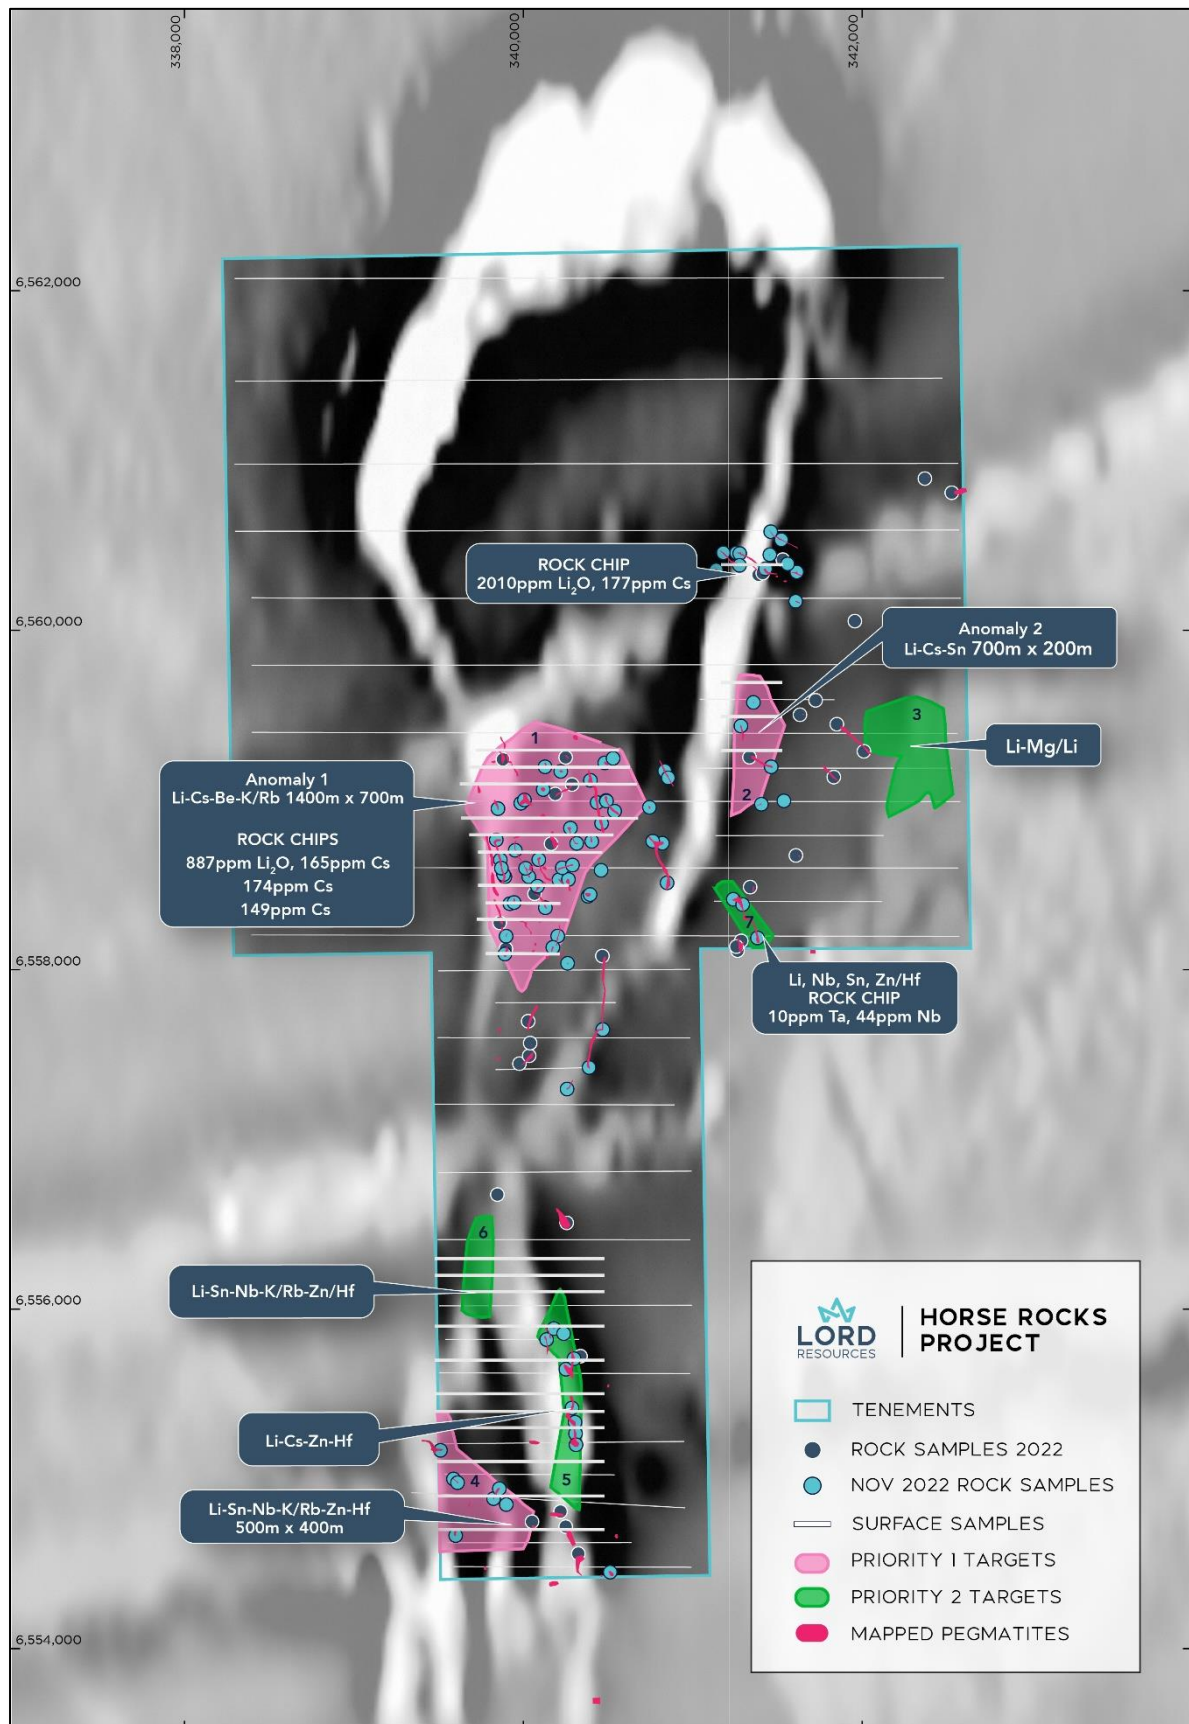 338,000
340,000
342,000
6,562,000
ROCK CHIP
2010ppm Li₂O, 177ppm Cs
6,560,000
Anomaly 2
Li-Cs-Sn 700m x 200m
3
Li-Mg/Li
1
Anomaly 1
Li-Cs-Be-K/Rb 1400m x 700m
ROCK CHIPS
887ppm Li₂O, 165ppm Cs
174ppm Cs
149ppm Cs
2
7
6,558,000
Li, Nb, Sn, Zn/Hf
ROCK CHIP
10ppm Ta, 44ppm Nb
6
Li-Sn-Nb-K/Rb-Zn/Hf
6,556,000
Li-Cs-Zn-Hf
4
5
Li-Sn-Nb-K/Rb-Zn-Hf
500m x 400m
6,554,000
LORD
RESOURCES
HORSE ROCKS
PROJECT
TENEMENTS
ROCK SAMPLES 2022
NOV 2022 ROCK SAMPLES
SURFACE SAMPLES
PRIORITY 1 TARGETS
PRIORITY 2 TARGETS
MAPPED PEGMATITES